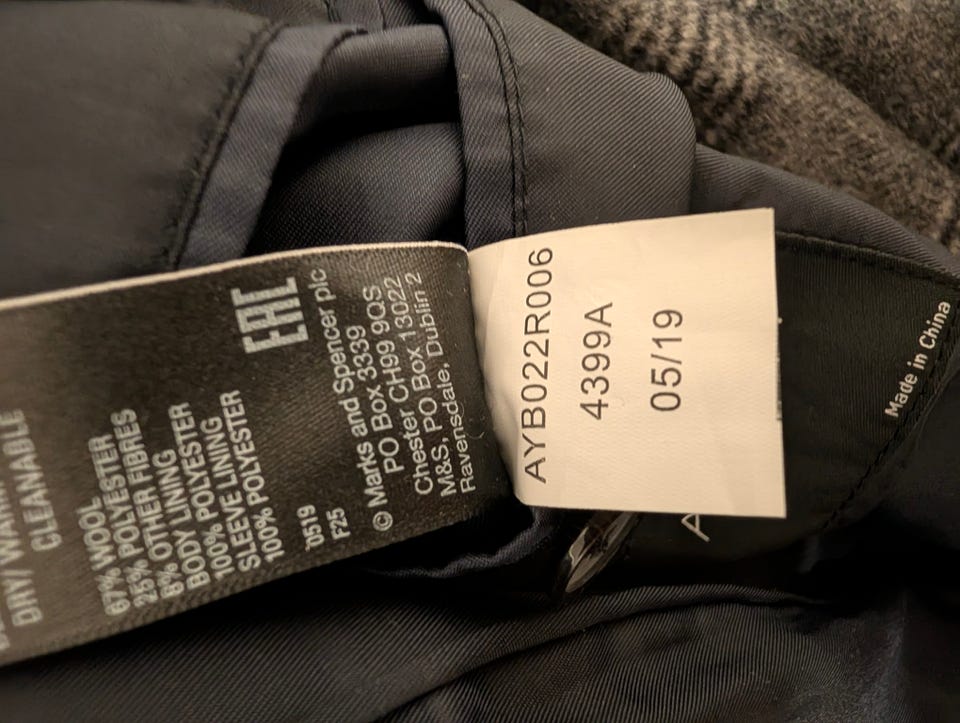 DRY/
CLEANABLE
67% WOOL
25% POLYESTER
8% OTHER FIBRES
BODY LINING
100% POLYESTER
SLEEVE LINING
100% POLYESTER
EAC
0519
F25
© Marks and Spencer plc
PO Box 3339
Chester CH99 9QS
M&S, PO Box 13022
Ravensdale, Dublin 2
AYB022R006
4399A
05/19
A
Made in China